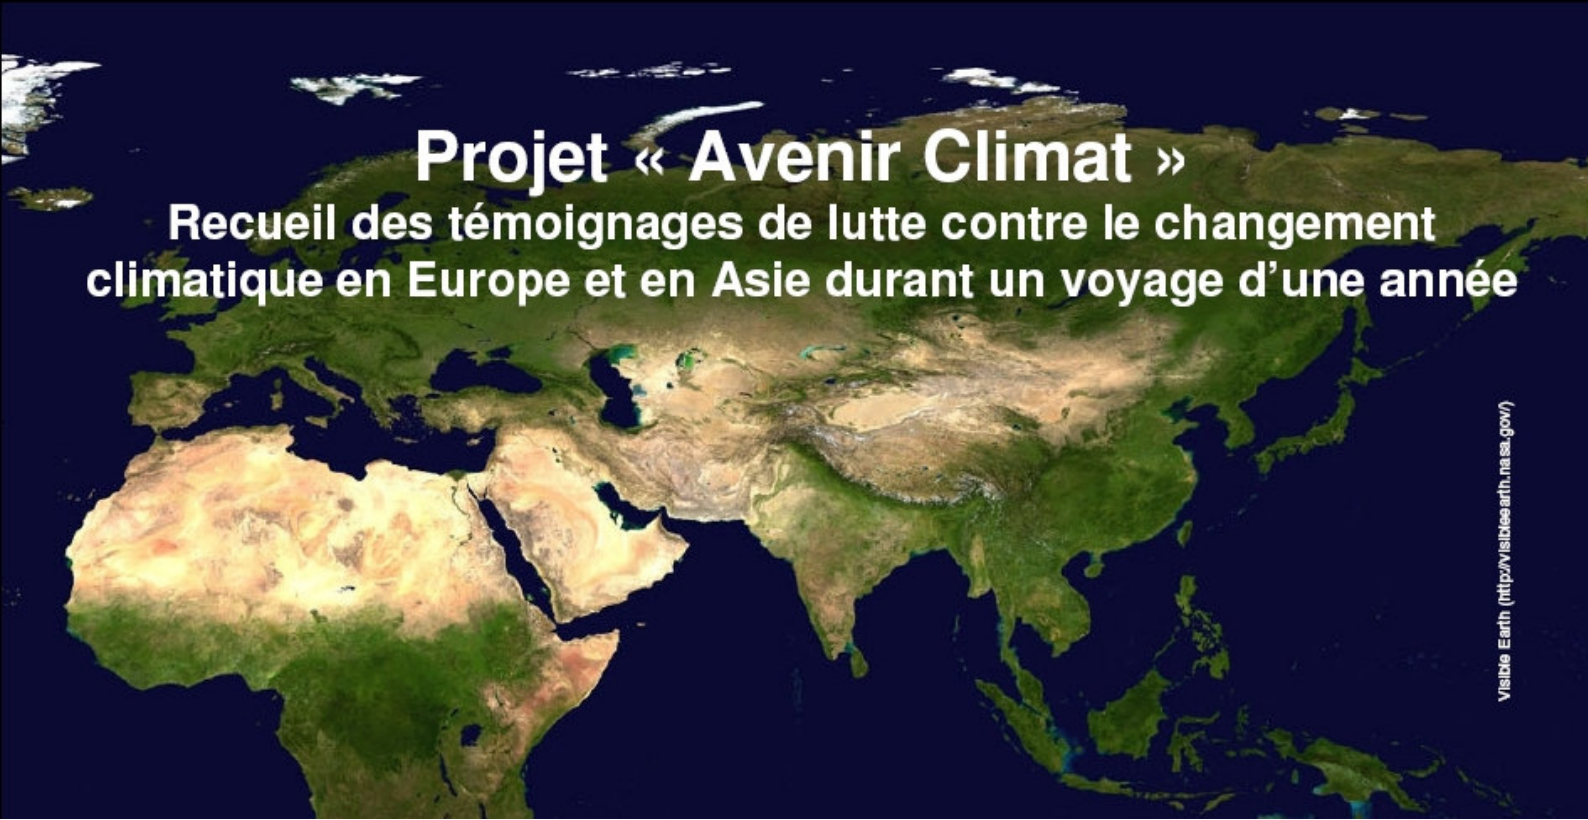 Projet « Avenir Climat »
Recueil des témoignages de lutte contre le changement
climatique en Europe et en Asie durant un voyage d’une année
Visible Earth (http://visibleearth.nasa.gov/)